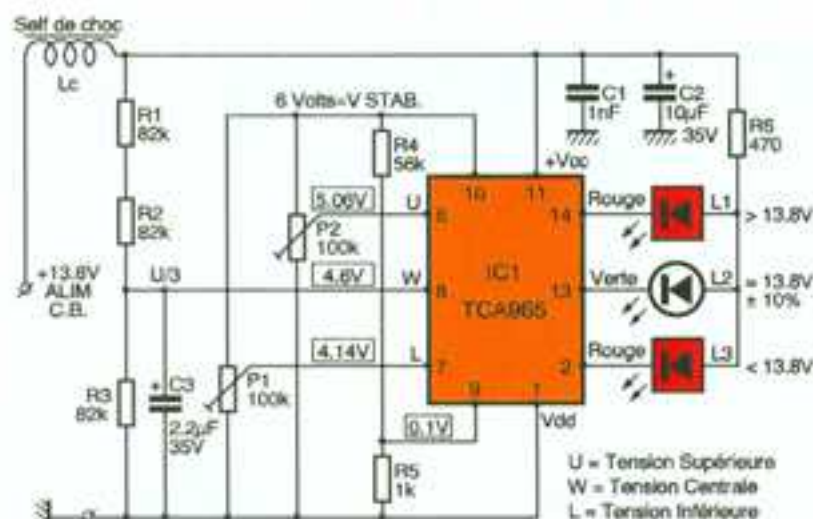 Self de choc
Lc
R1
82k
R2
82k
+13.8V
ALIM
C.B.
U/3
R3
82k
C3
+
2.2µF
35V
6 Volts=V STAB.
R4
56k
P2
100k
P1
100k
R5
1k
5.06V
4.6V
4.14V
0.1V
U
W
L
6
8
7
9
10
11
1
14
13
2
+Vcc
Vdd
IC1
TCA965
C1
1nF
+
C2
10µF
35V
R6
470
Rouge
L1
> 13.8V
Verte
L2
= 13.8V
± 10%
Rouge
L3
< 13.8V
U = Tension Supérieure
W = Tension Centrale
L = Tension Inférieure